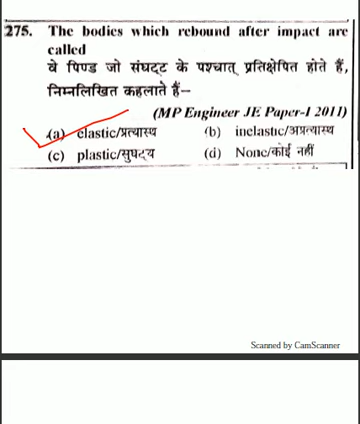 275. The bodies which rebound after impact are
called
वे पिण्ड जो संघट्ट के पश्चात् प्रतिक्षेपित होते हैं,
निम्नलिखित कहलाते हैं–
(MP Engineer JE Paper-I 2011)
(a) elastic/प्रत्यास्थ (b) inelastic/अप्रत्यास्थ
(c) plastic/सुघट्य (d) None/कोई नहीं
Scanned by CamScanner